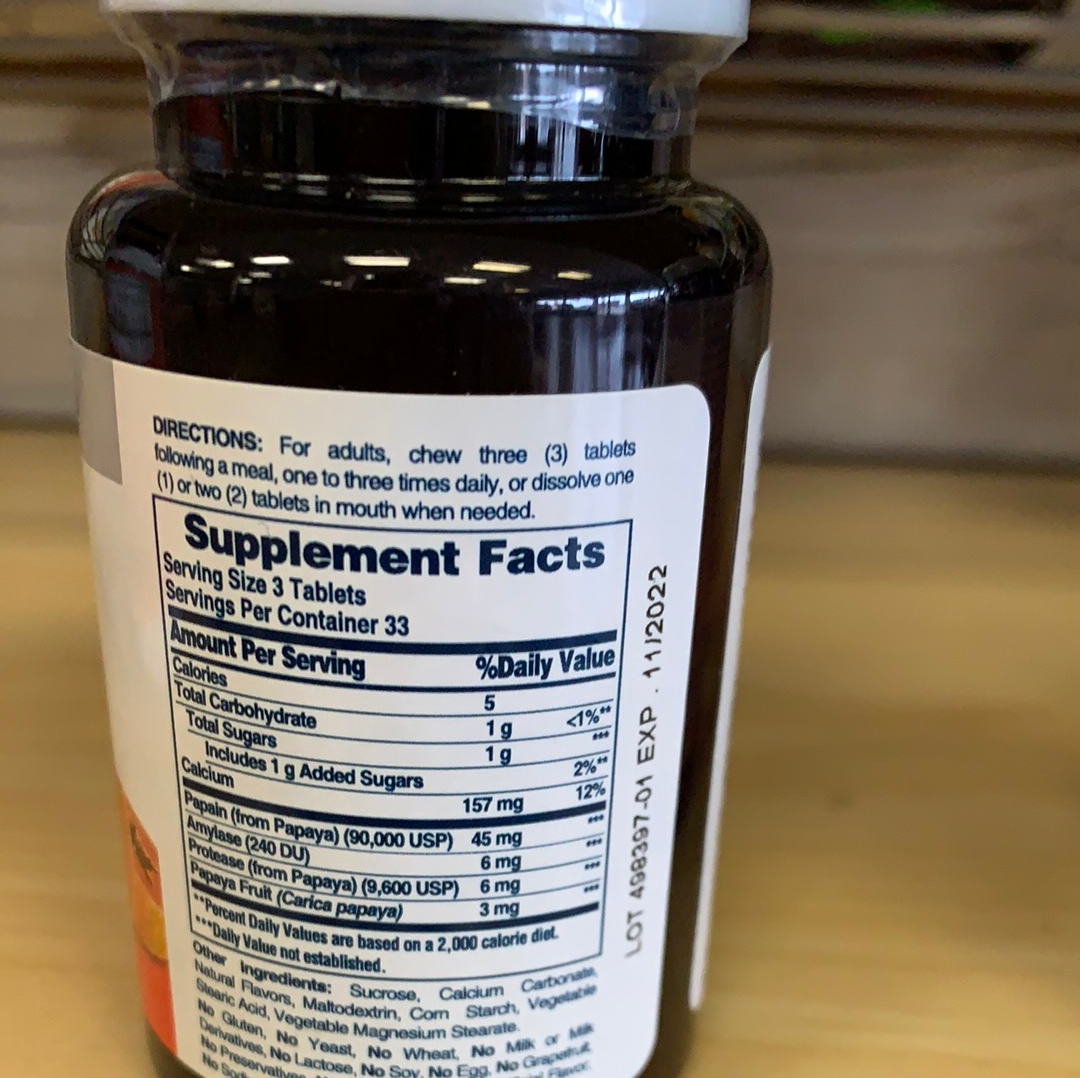 DIRECTIONS: For adults, chew three (3) tablets
following a meal, one to three times daily, or dissolve one
(1) or two (2) tablets in mouth when needed.
Supplement Facts
Serving Size 3 Tablets
Servings Per Container 33
Amount Per Serving %Daily Value
Calories 5
Total Carbohydrate 1 g <1%**
Total Sugars 1 g ***
Includes 1 g Added Sugars 2%**
Calcium 157 mg 12%
Papain (from Papaya) (90,000 USP) 45 mg ***
Amylase (240 DU) 6 mg ***
Protease (from Papaya) (9,600 USP) 6 mg ***
Papaya Fruit (Carica papaya) 3 mg ***
**Percent Daily Values are based on a 2,000 calorie diet.
***Daily Value not established.
Other Ingredients: Sucrose, Calcium Carbonate,
Natural Flavors, Maltodextrin, Corn Starch, Vegetable
Stearic Acid, Vegetable Magnesium Stearate.
No Gluten, No Yeast, No Wheat, No Milk or Milk
Derivatives, No Lactose, No Soy, No Egg, No Grapefruit,
No Flavor,
LOT 498397-01 EXP. 11/2022